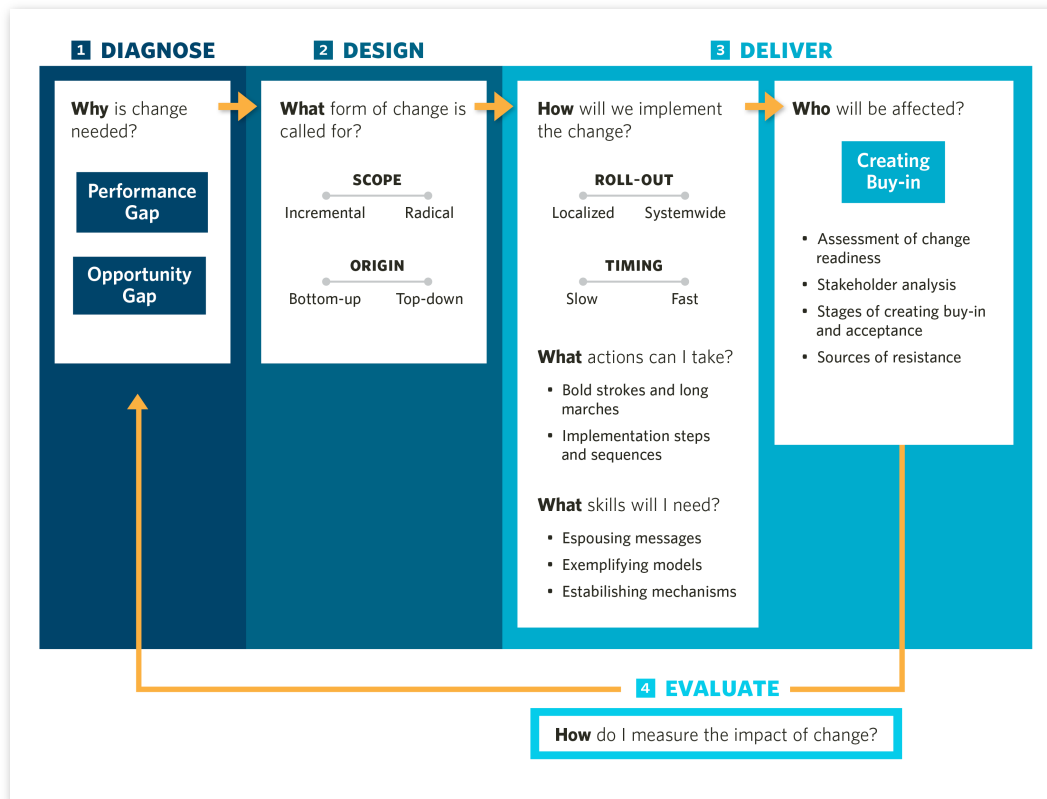 1 DIAGNOSE
Why is change
needed?
Performance
Gap
Opportunity
Gap
2 DESIGN
What form of change is
called for?
SCOPE
Incremental Radical
ORIGIN
Bottom-up Top-down
3 DELIVER
How will we implement
the change?
ROLL-OUT
Localized Systemwide
TIMING
Slow Fast
What actions can I take?
• Bold strokes and long
marches
• Implementation steps
and sequences
What skills will I need?
• Espousing messages
• Exemplifying models
• Estabilishing mechanisms
Who will be affected?
Creating
Buy-in
• Assessment of change
readiness
• Stakeholder analysis
• Stages of creating buy-in
and acceptance
• Sources of resistance
4 EVALUATE
How do I measure the impact of change?